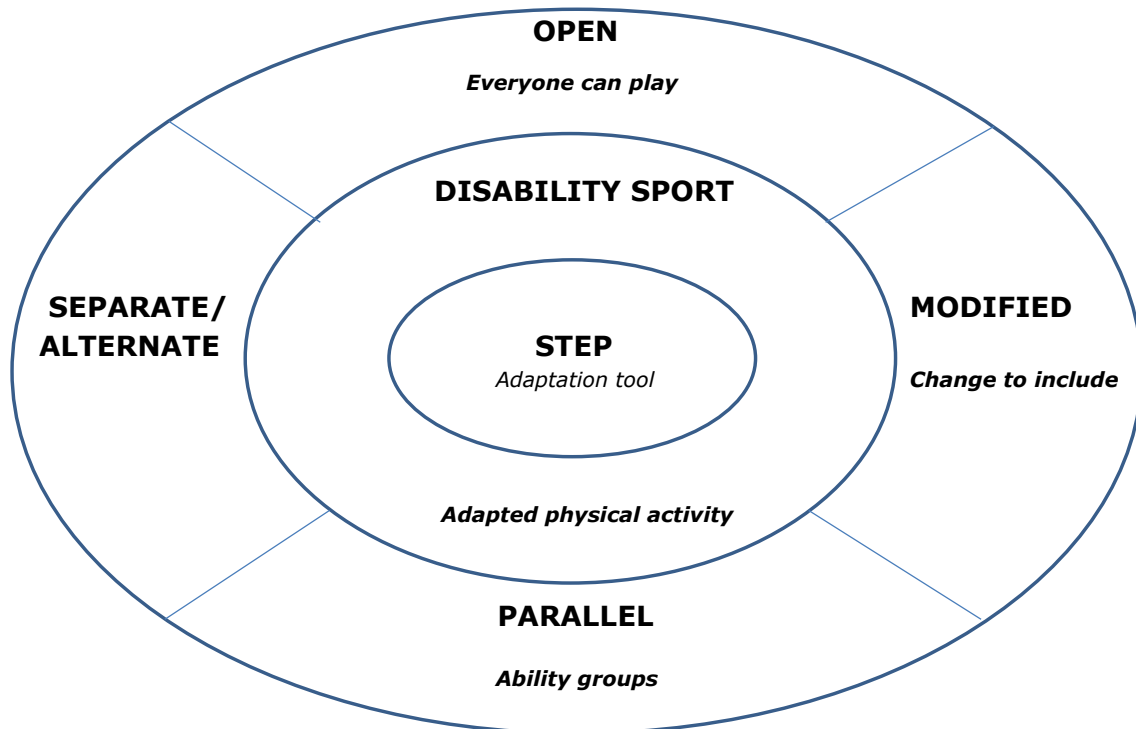 OPEN
Everyone can play
DISABILITY SPORT
SEPARATE/
ALTERNATE
MODIFIED
Change to include
STEP
Adaptation tool
Adapted physical activity
PARALLEL
Ability groups